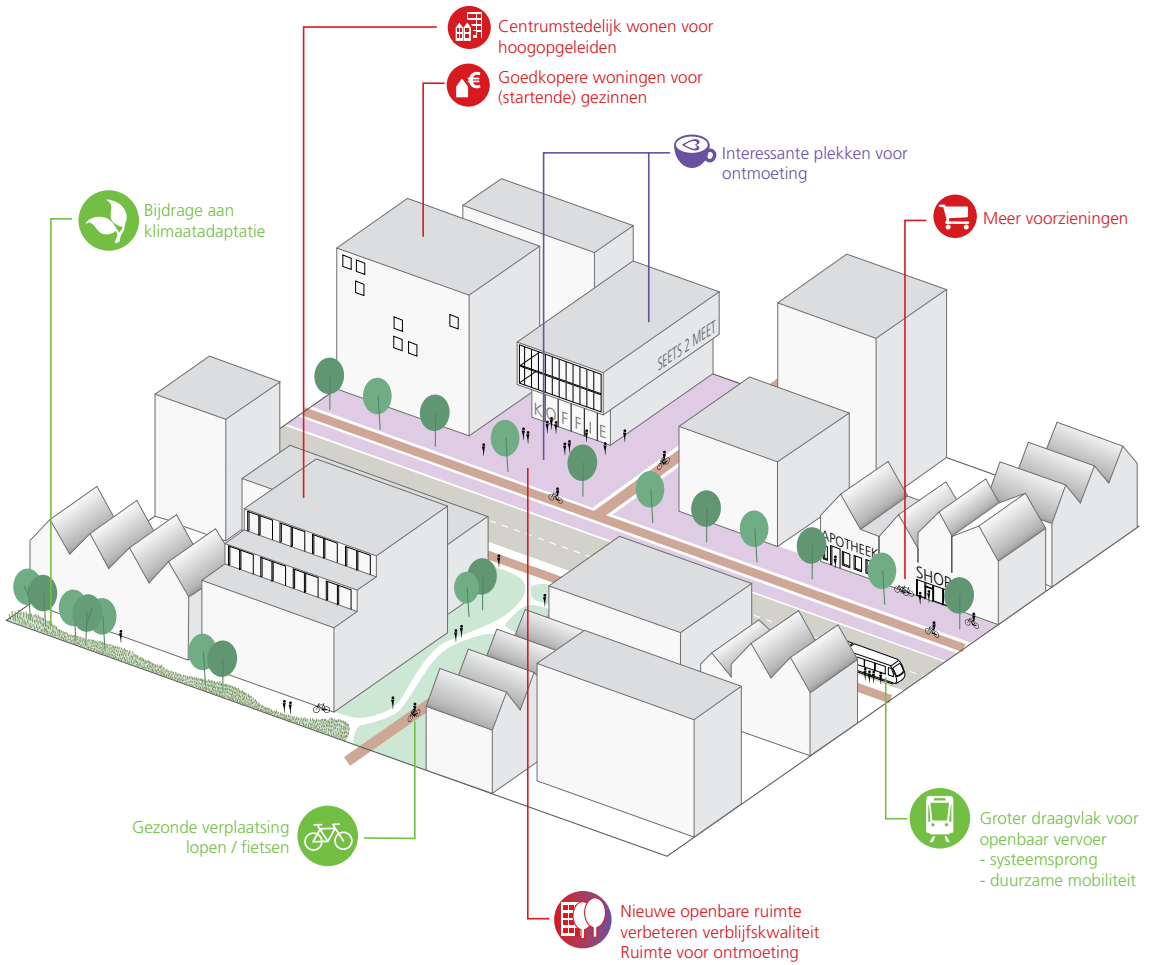 Centrumstedelijk wonen voor
hoogopgeleiden
Goedkopere woningen voor
(startende) gezinnen
Interessante plekken voor
ontmoeting
Bijdrage aan
klimaatadaptatie
Meer voorzieningen
SEETS 2 MEET
KOFFIE
APOTHEEK
SHOP
Gezonde verplaatsing
lopen / fietsen
Groter draagvlak voor
openbaar vervoer
- systeemsprong
- duurzame mobiliteit
Nieuwe openbare ruimte
verbeteren verblijfskwaliteit
Ruimte voor ontmoeting